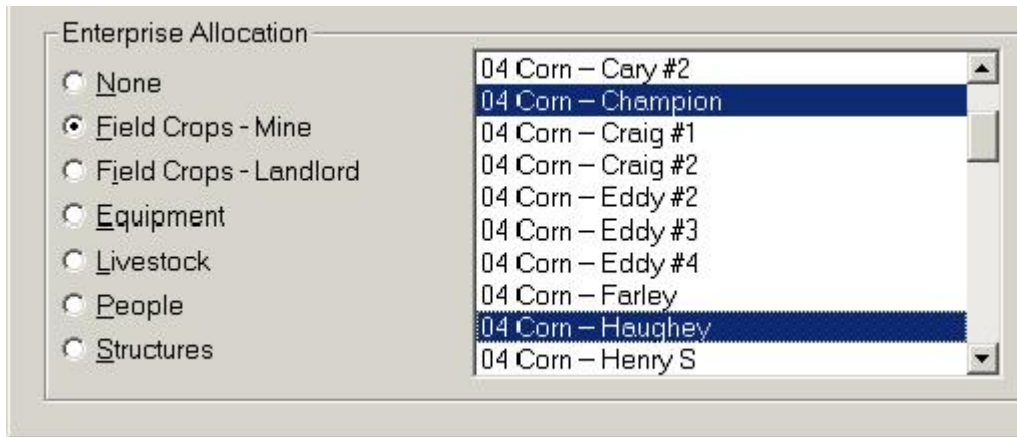 Enterprise Allocation
None
Field Crops - Mine
Field Crops - Landlord
Equipment
Livestock
People
Structures
04 Corn – Cary #2
04 Corn – Champion
04 Corn – Craig #1
04 Corn – Craig #2
04 Corn – Eddy #2
04 Corn – Eddy #3
04 Corn – Eddy #4
04 Corn – Farley
04 Corn – Haughey
04 Corn – Henry S